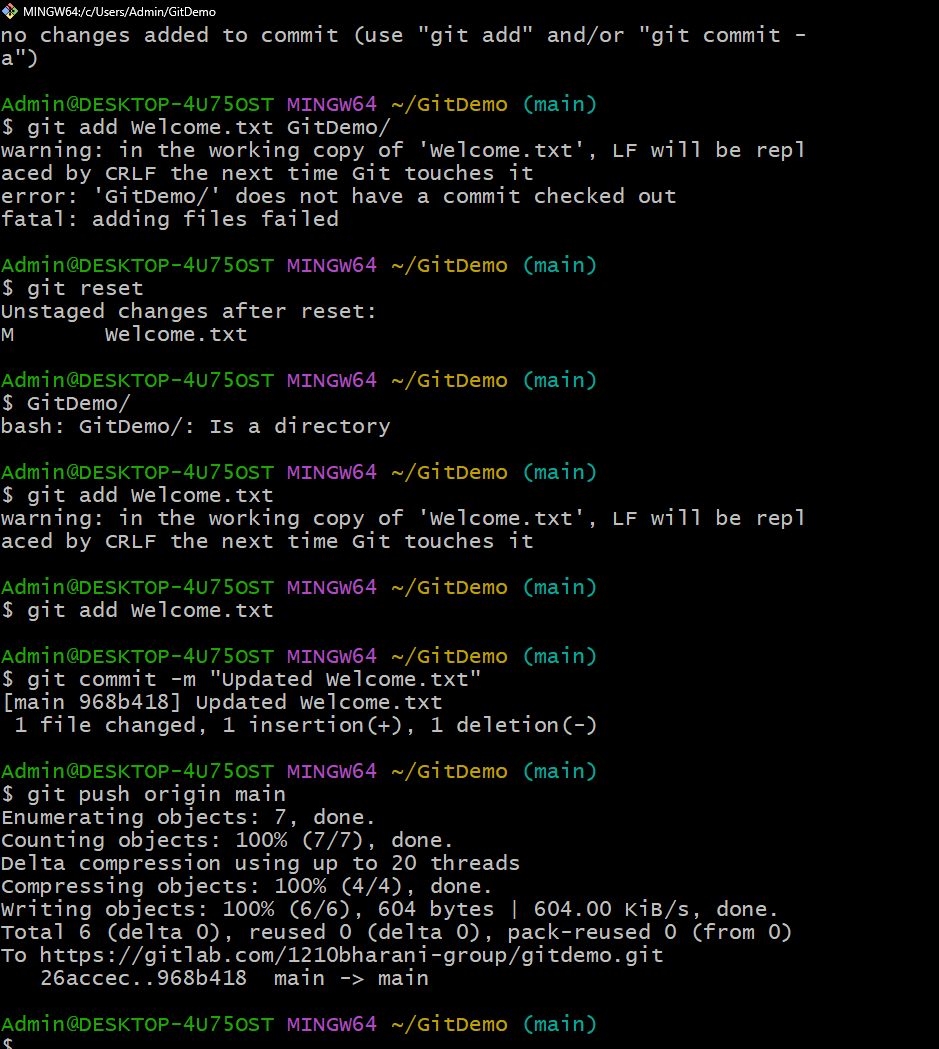 MINGW64:/c/Users/Admin/GitDemo
no changes added to commit (use "git add" and/or "git commit -
a")
Admin@DESKTOP-4U75OST MINGW64 ~/GitDemo (main)
$ git add Welcome.txt GitDemo/
warning: in the working copy of 'Welcome.txt', LF will be repl
aced by CRLF the next time Git touches it
error: 'GitDemo/' does not have a commit checked out
fatal: adding files failed
Admin@DESKTOP-4U75OST MINGW64 ~/GitDemo (main)
$ git reset
Unstaged changes after reset:
M       Welcome.txt
Admin@DESKTOP-4U75OST MINGW64 ~/GitDemo (main)
$ GitDemo/
bash: GitDemo/: Is a directory
Admin@DESKTOP-4U75OST MINGW64 ~/GitDemo (main)
$ git add Welcome.txt
warning: in the working copy of 'Welcome.txt', LF will be repl
aced by CRLF the next time Git touches it
Admin@DESKTOP-4U75OST MINGW64 ~/GitDemo (main)
$ git add Welcome.txt
Admin@DESKTOP-4U75OST MINGW64 ~/GitDemo (main)
$ git commit -m "Updated Welcome.txt"
[main 968b418] Updated Welcome.txt
 1 file changed, 1 insertion(+), 1 deletion(-)
Admin@DESKTOP-4U75OST MINGW64 ~/GitDemo (main)
$ git push origin main
Enumerating objects: 7, done.
Counting objects: 100% (7/7), done.
Delta compression using up to 20 threads
Compressing objects: 100% (4/4), done.
Writing objects: 100% (6/6), 604 bytes | 604.00 KiB/s, done.
Total 6 (delta 0), reused 0 (delta 0), pack-reused 0 (from 0)
To https://gitlab.com/1210bharani-group/gitdemo.git
   26accec..968b418  main -> main
Admin@DESKTOP-4U75OST MINGW64 ~/GitDemo (main)
$